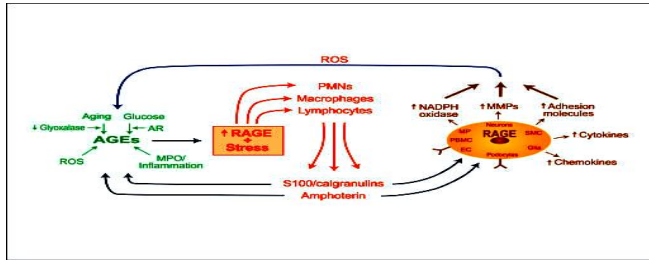 ROS
Aging Glucose
↓ Glyoxalase AR
AGEs
ROS
MPO/
Inflammation
↑ RAGE
+
Stress
PMNs
Macrophages
Lymphocytes
S100/calgranulins
Amphoterin
↑ NADPH
oxidase
↑ MMPs
↑ Adhesion
molecules
↑ Cytokines
↑ Chemokines
Neurons
MP RAGE SMC
PBMC
EC Glia
Podocytes